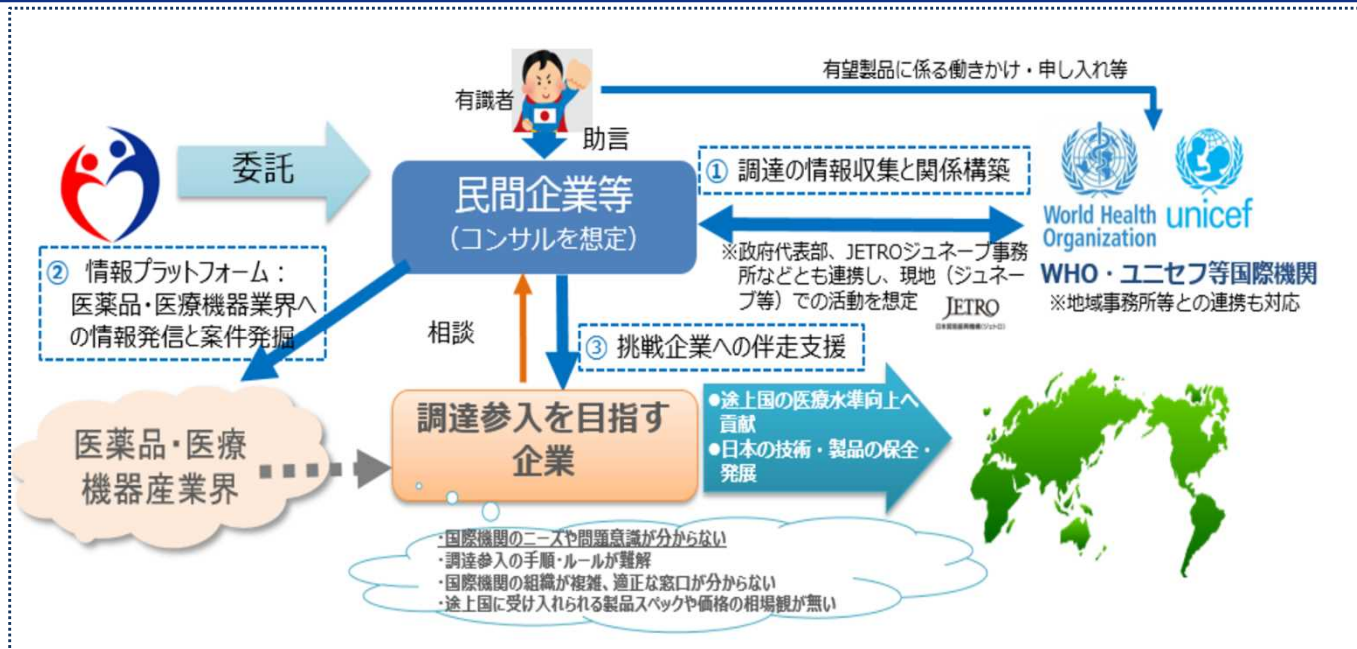 有望製品に係る働きかけ・申し入れ等
有識者
助言
委託
民間企業等
（コンサルを想定）
① 調達の情報収集と関係構築
World Health
Organization
unicef
WHO・ユニセフ等国際機関
※地域事務所等との連携も対応
※政府代表部、JETROジュネーブ事務
所などとも連携し、現地（ジュネー
ブ等）での活動を想定
JETRO
日本貿易振興機構(ジェトロ)
② 情報プラットフォーム：
医薬品・医療機器業界へ
の情報発信と案件発掘
相談
③ 挑戦企業への伴走支援
医薬品・医療
機器産業界
調達参入を目指す
企業
●途上国の医療水準向上へ
貢献
●日本の技術・製品の保全・
発展
・国際機関のニーズや問題意識が分からない
・調達参入の手順・ルールが難解
・国際機関の組織が複雑、適正な窓口が分からない
・途上国に受け入れられる製品スペックや価格の相場観が無い